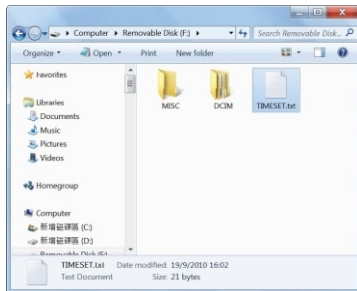 Computer ▸ Removable Disk (F:) ▸
Search Removable Disk...
Organize ▾ Open ▾ Print New folder
Favorites
Libraries
Documents
Music
Pictures
Videos
Homegroup
Computer
新增磁碟區 (C:)
新增磁碟區 (D:)
Removable Disk (F:)
MISC
DCIM
TIMESET.txt
TIMESET.txt Date modified: 19/9/2010 16:02
Text Document Size: 21 bytes